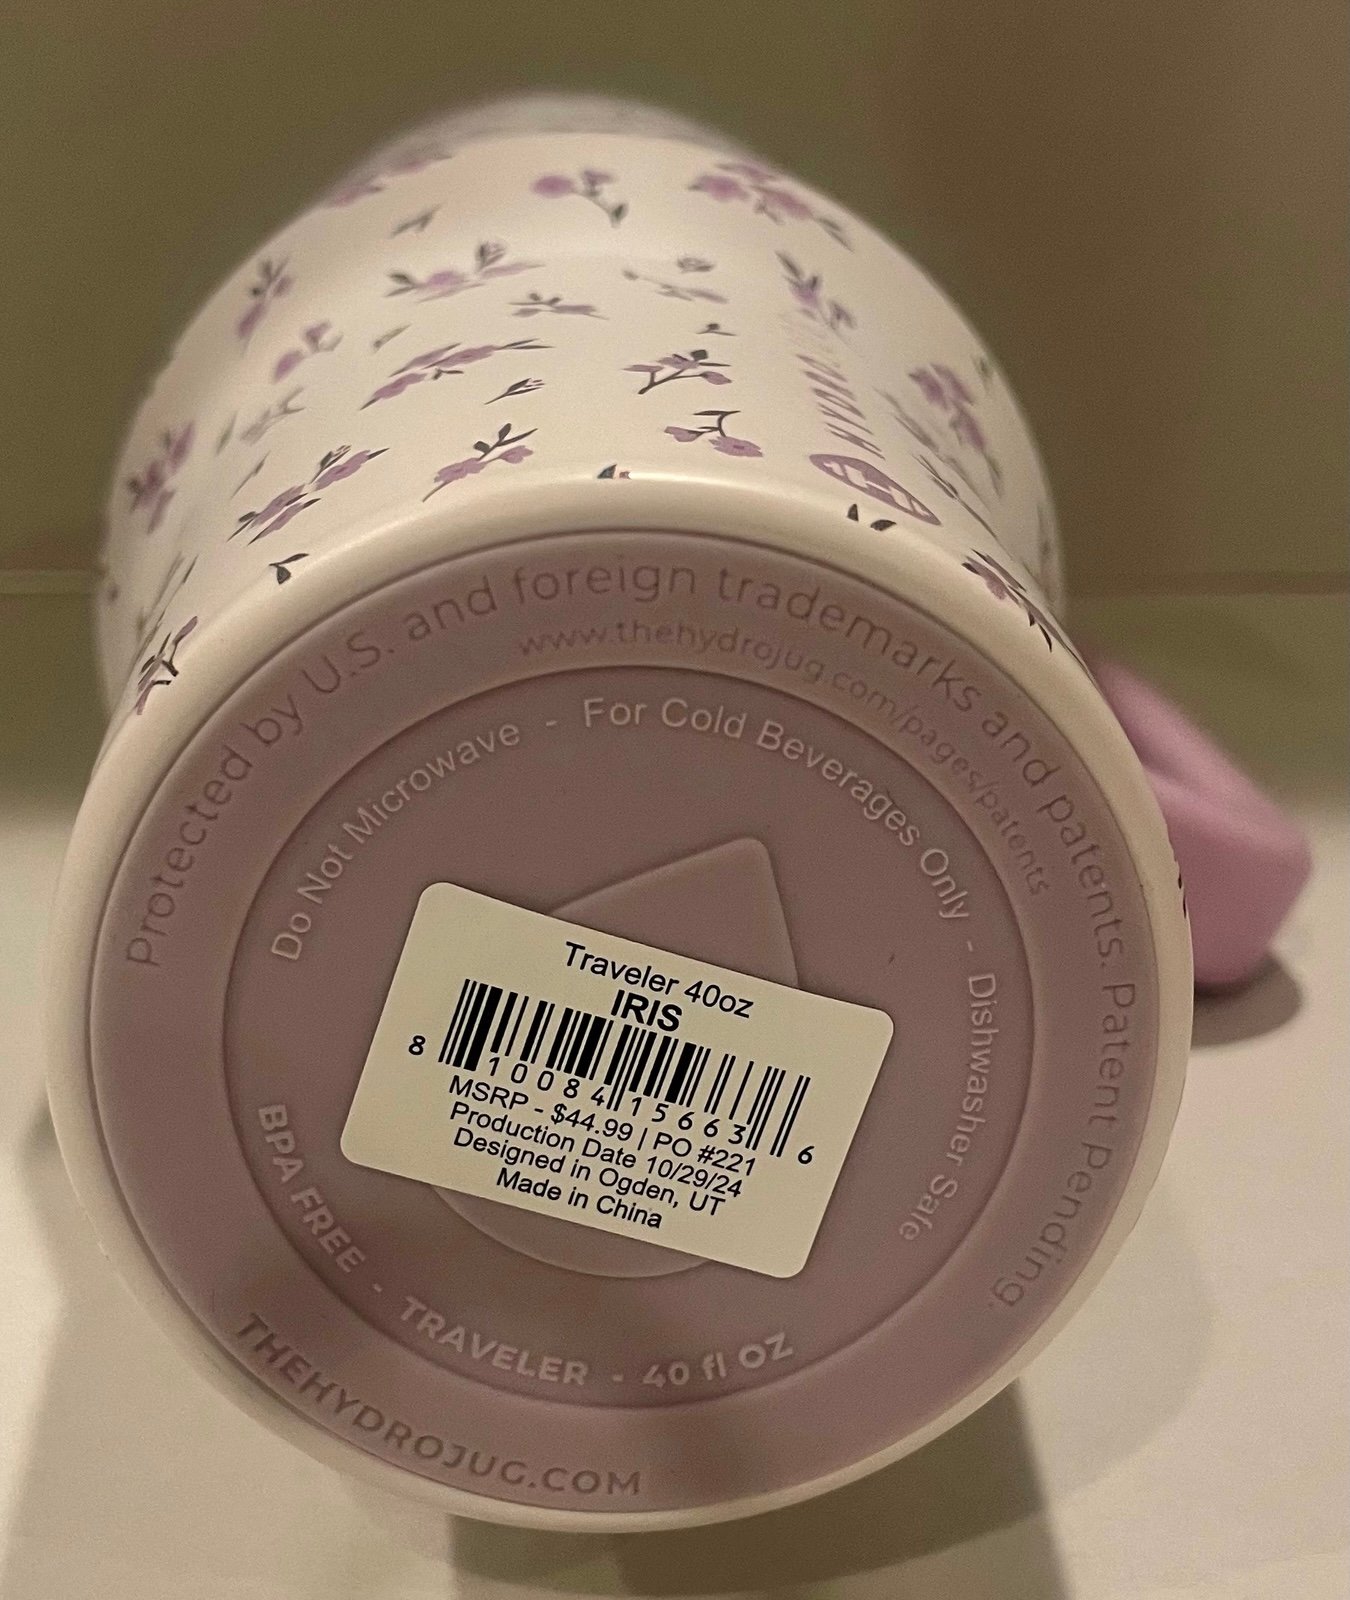 HYDR
Protected by U.S. and foreign trademarks and patents. Patent Pending.
www.thehydrojug.com/pages/patents
Do Not Microwave - For Cold Beverages Only - Dishwasher Safe
Traveler 40oz
IRIS
8 10084 15663 6
MSRP - $44.99 | PO #221
Production Date 10/29/24
Designed in Ogden, UT
Made in China
BPA FREE - TRAVELER - 40 fl OZ
THEHYDROJUG.COM